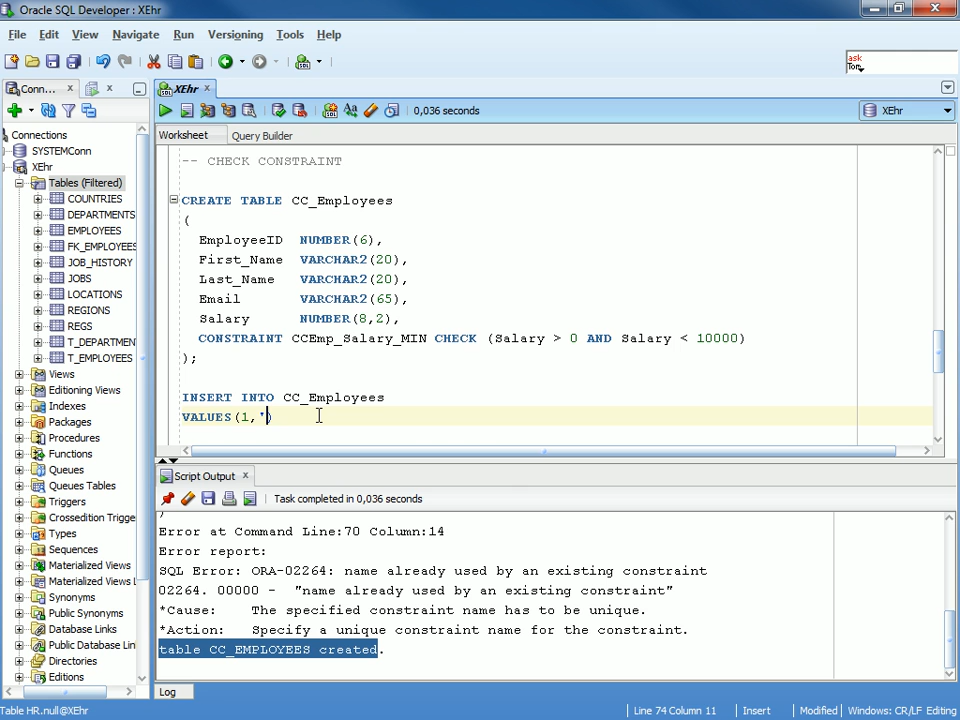 Oracle SQL Developer : XEhr
File Edit View Navigate Run Versioning Tools Help
ask
Tom
Conn...
XEhr
0,036 seconds
XEhr
Worksheet Query Builder
Connections
SYSTEMConn
XEhr
Tables (Filtered)
COUNTRIES
DEPARTMENTS
EMPLOYEES
FK_EMPLOYEES
JOB_HISTORY
JOBS
LOCATIONS
REGIONS
REGS
T_DEPARTMEN
T_EMPLOYEES
Views
Editioning Views
Indexes
Packages
Procedures
Functions
Queues
Queues Tables
Triggers
Crossedition Trigge
Types
Sequences
Materialized Views
Materialized Views L
Synonyms
Public Synonyms
Database Links
Public Database Lin
Directories
Editions
-- CHECK CONSTRAINT
CREATE TABLE CC_Employees
(
EmployeeID NUMBER(6),
First_Name VARCHAR2(20),
Last_Name VARCHAR2(20),
Email VARCHAR2(65),
Salary NUMBER(8,2),
CONSTRAINT CCEmp_Salary_MIN CHECK (Salary > 0 AND Salary < 10000)
);
INSERT INTO CC_Employees
VALUES(1,')
Script Output
Task completed in 0,036 seconds
)
Error at Command Line:70 Column:14
Error report:
SQL Error: ORA-02264: name already used by an existing constraint
02264. 00000 - "name already used by an existing constraint"
*Cause: The specified constraint name has to be unique.
*Action: Specify a unique constraint name for the constraint.
table CC_EMPLOYEES created.
Log
Table HR.null@XEhr
Line 74 Column 11 Insert Modified Windows: CR/LF Editing